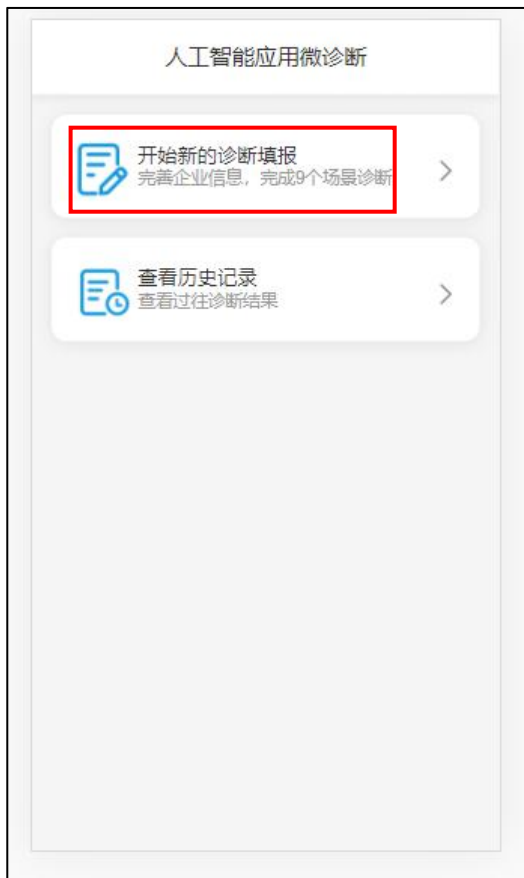 人工智能应用微诊断
开始新的诊断填报
完善企业信息，完成9个场景诊断
查看历史记录
查看过往诊断结果